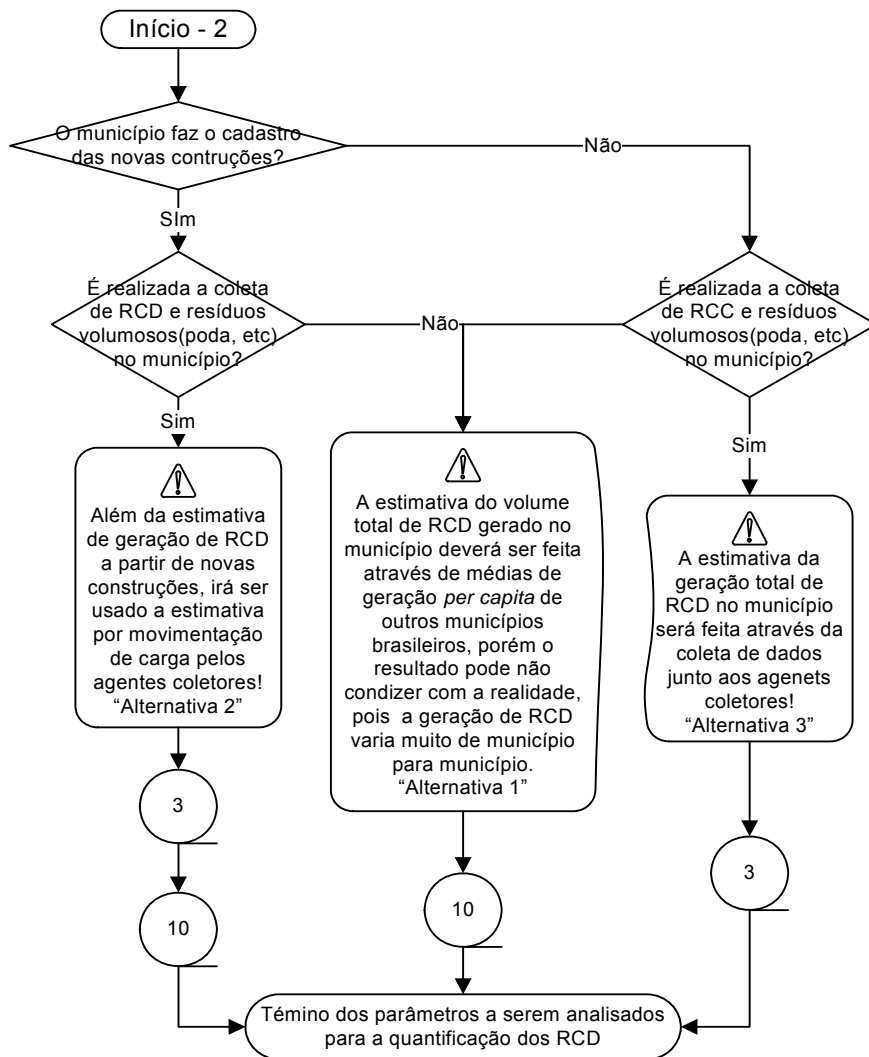 Início - 2
O município faz o cadastro
das novas contruções?
Não
SIm
É realizada a coleta
de RCD e resíduos
volumosos(poda, etc)
no município?
Não
É realizada a coleta
de RCC e resíduos
volumosos(poda, etc)
no município?
Sim
Sim
Além da estimativa
de geração de RCD
a partir de novas
construções, irá ser
usado a estimativa
por movimentação
de carga pelos
agentes coletores!
“Alternativa 2”
A estimativa do volume
total de RCD gerado no
município deverá ser feita
através de médias de
geração per capita de
outros municípios
brasileiros, porém o
resultado pode não
condizer com a realidade,
pois a geração de RCD
varia muito de município
para município.
“Alternativa 1”
A estimativa da
geração total de
RCD no município
será feita através da
coleta de dados
junto aos agenets
coletores!
“Alternativa 3”
3
10
10
3
Témino dos parâmetros a serem analisados
para a quantificação dos RCD